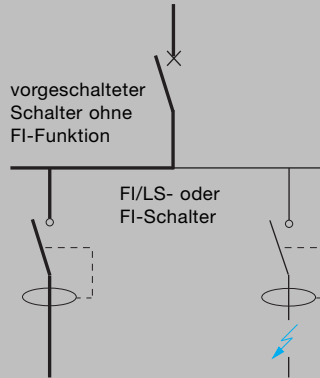 vorgeschalteter
Schalter ohne
FI-Funktion
FI/LS- oder
FI-Schalter